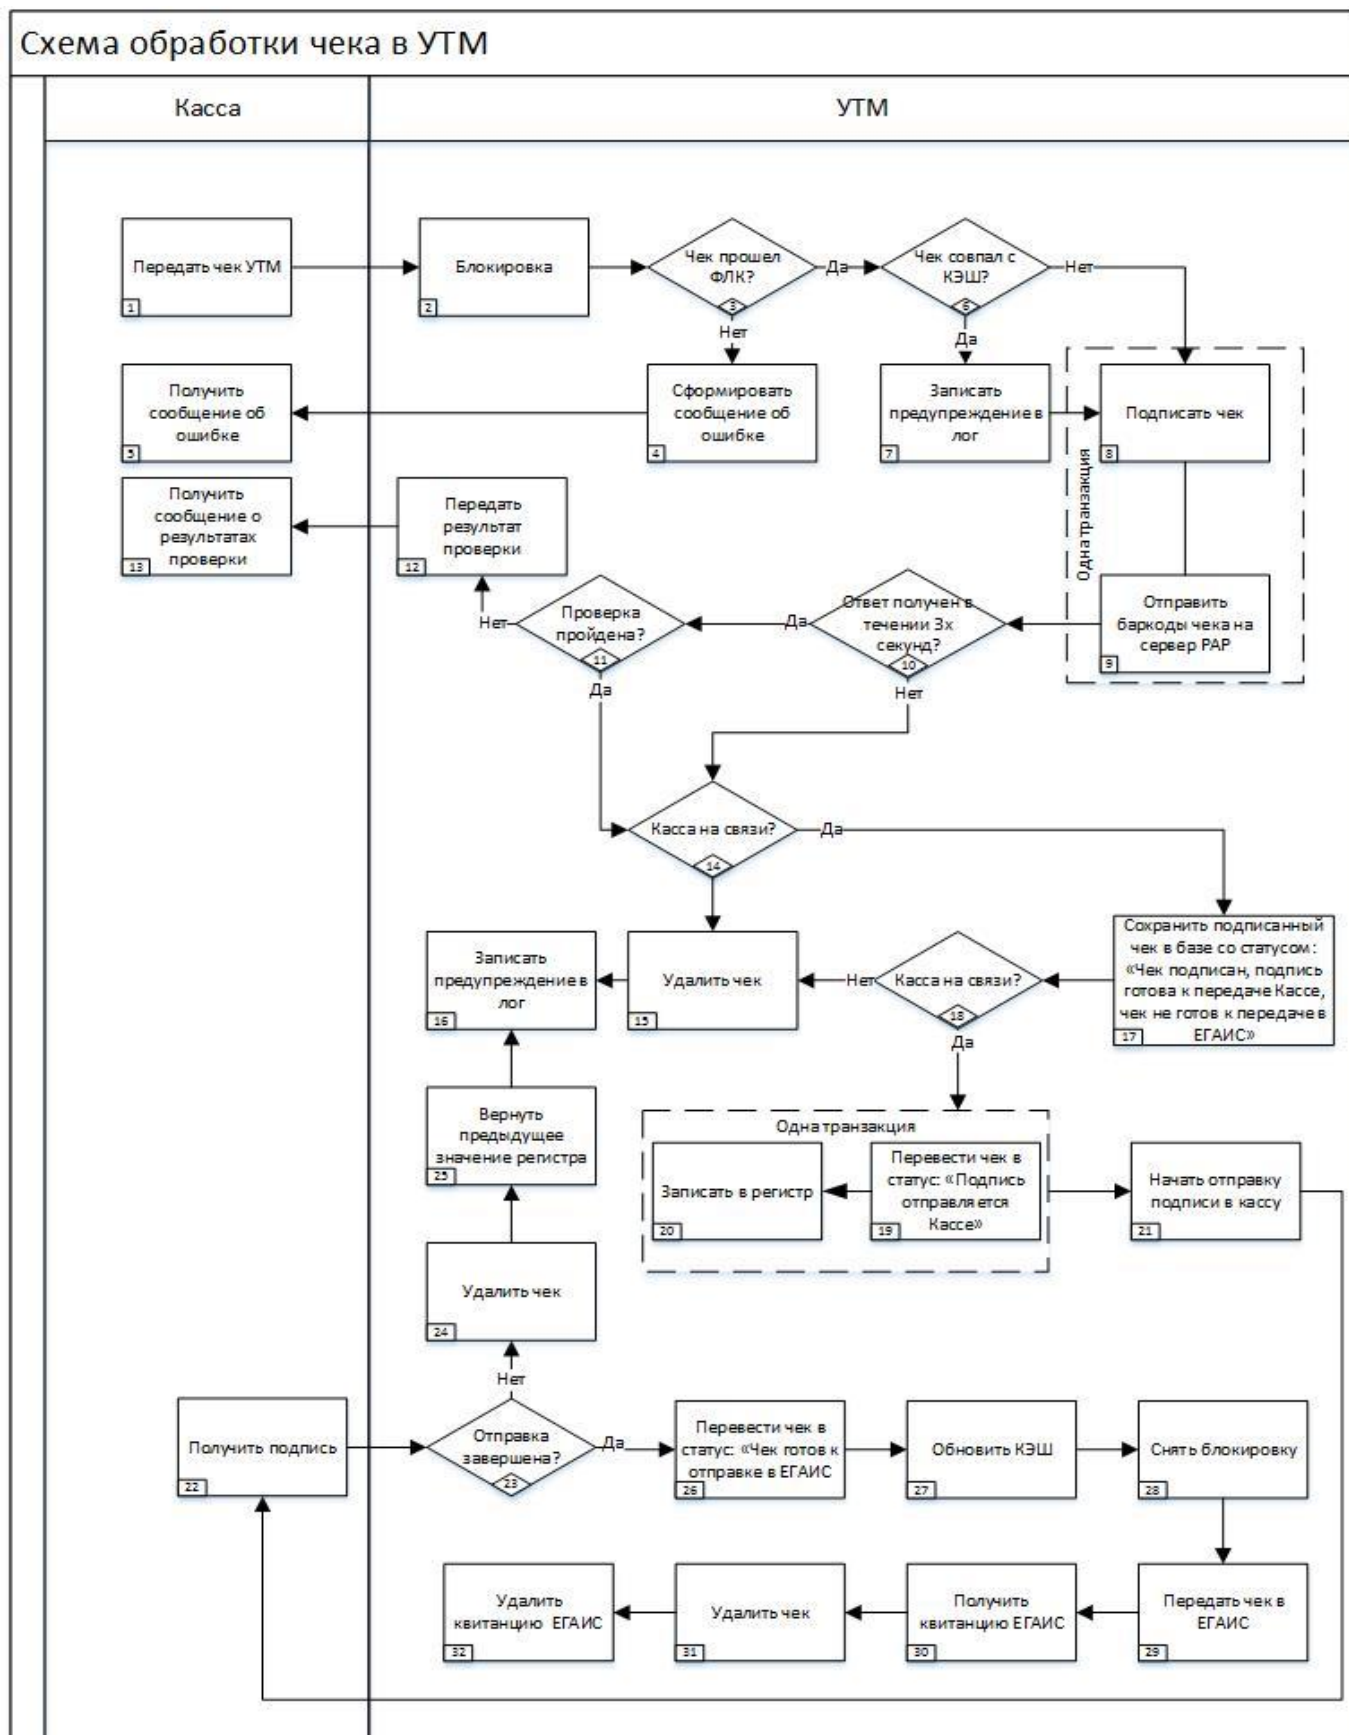 Схема обработки чека в УТМ
Касса
УТМ
Передать чек УТМ
1
Блокировка
2
Чек прошел
ФЛК?
3
Да
Нет
Чек совпал с
КЭШ?
6
Нет
Да
Получить
сообщение об
ошибке
5
Сформировать
сообщение об
ошибке
4
Записать
предупреждение в
лог
7
Подписать чек
8
Одна транзакция
Получить
сообщение о
результатах
проверки
13
Передать
результат
проверки
12
Проверка
пройдена?
11
Нет
Да
Ответ получен в
течении 3х
секунд?
10
Да
Нет
Отправить
баркоды чека на
сервер РАР
9
Касса на связи?
14
Да
Записать
предупреждение в
лог
16
Удалить чек
15
Нет
Касса на связи?
18
Да
Сохранить подписанный
чек в базе со статусом:
«Чек подписан, подпись
готова к передаче Кассе,
чек не готов к передаче в
ЕГАИС»
17
Вернуть
предыдущее
значение регистра
25
Одна транзакция
Записать в регистр
20
Перевести чек в
статус: «Подпись
отправляется
Кассе»
19
Начать отправку
подписи в кассу
21
Удалить чек
24
Нет
Получить подпись
22
Отправка
завершена?
23
Да
Перевести чек в
статус: «Чек готов к
отправке в ЕГАИС
26
Обновить КЭШ
27
Снять блокировку
28
Удалить
квитанцию ЕГАИС
32
Удалить чек
31
Получить
квитанцию ЕГАИС
30
Передать чек в
ЕГАИС
29